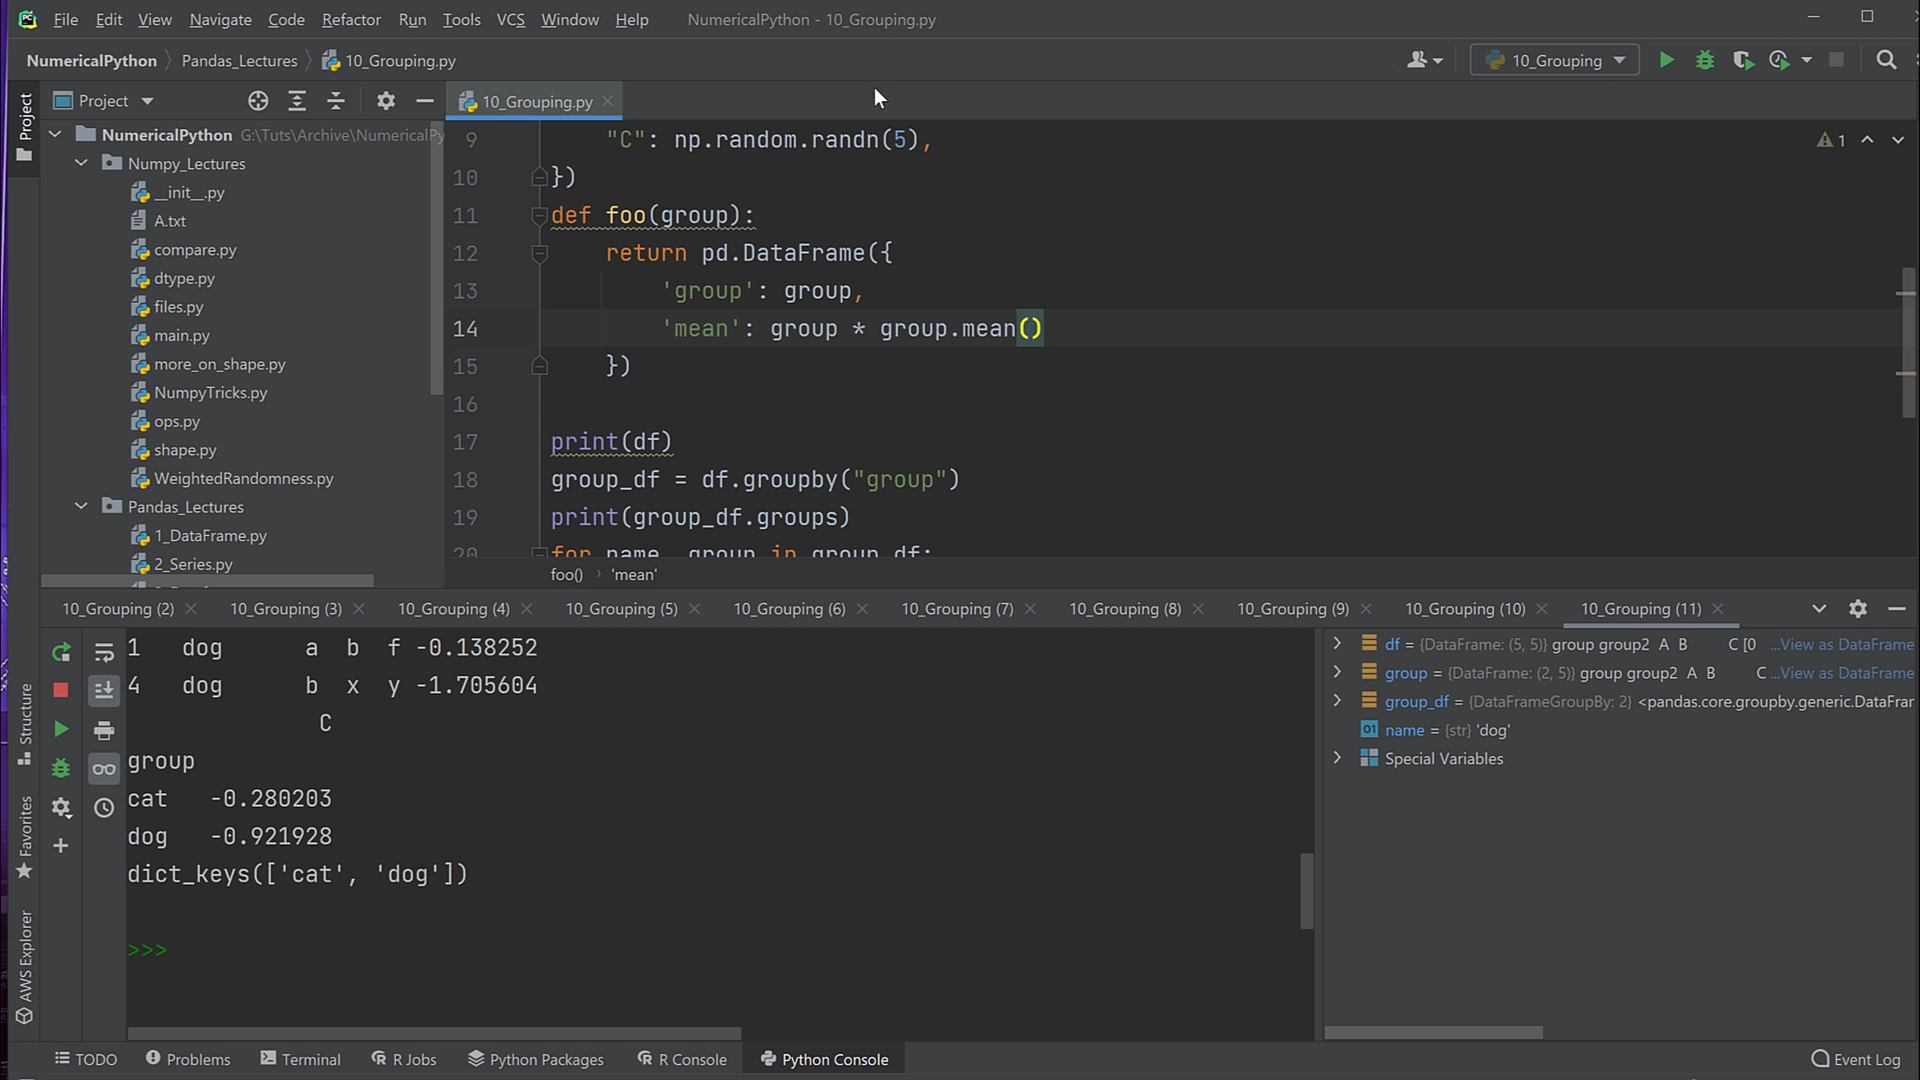 File Edit View Navigate Code Refactor Run Tools VCS Window Help NumericalPython - 10_Grouping.py
NumericalPython Pandas_Lectures 10_Grouping.py 10_Grouping
Project
Project
NumericalPython G:\Tuts\Archive\NumericalPy
Numpy_Lectures
__init__.py
A.txt
compare.py
dtype.py
files.py
main.py
more_on_shape.py
NumpyTricks.py
ops.py
shape.py
WeightedRandomness.py
Pandas_Lectures
1_DataFrame.py
2_Series.py
10_Grouping.py
1
9 "C": np.random.randn(5),
10 })
11 def foo(group):
12 return pd.DataFrame({
13 'group': group,
14 'mean': group * group.mean()
15 })
16
17 print(df)
18 group_df = df.groupby("group")
19 print(group_df.groups)
20 for name, group in group_df:
foo() 'mean'
10_Grouping (2) 10_Grouping (3) 10_Grouping (4) 10_Grouping (5) 10_Grouping (6) 10_Grouping (7) 10_Grouping (8) 10_Grouping (9) 10_Grouping (10) 10_Grouping (11)
1 dog a b f -0.138252
4 dog b x y -1.705604
C
group
cat -0.280203
dog -0.921928
dict_keys(['cat', 'dog'])
>>>
df = {DataFrame: (5, 5)} group group2 A B C [0 ...View as DataFrame
group = {DataFrame: (2, 5)} group group2 A B C ...View as DataFrame
group_df = {DataFrameGroupBy: 2} <pandas.core.groupby.generic.DataFrar
01 name = {str} 'dog'
Special Variables
Structure
Favorites
AWS Explorer
TODO Problems Terminal R Jobs Python Packages R Console Python Console Event Log